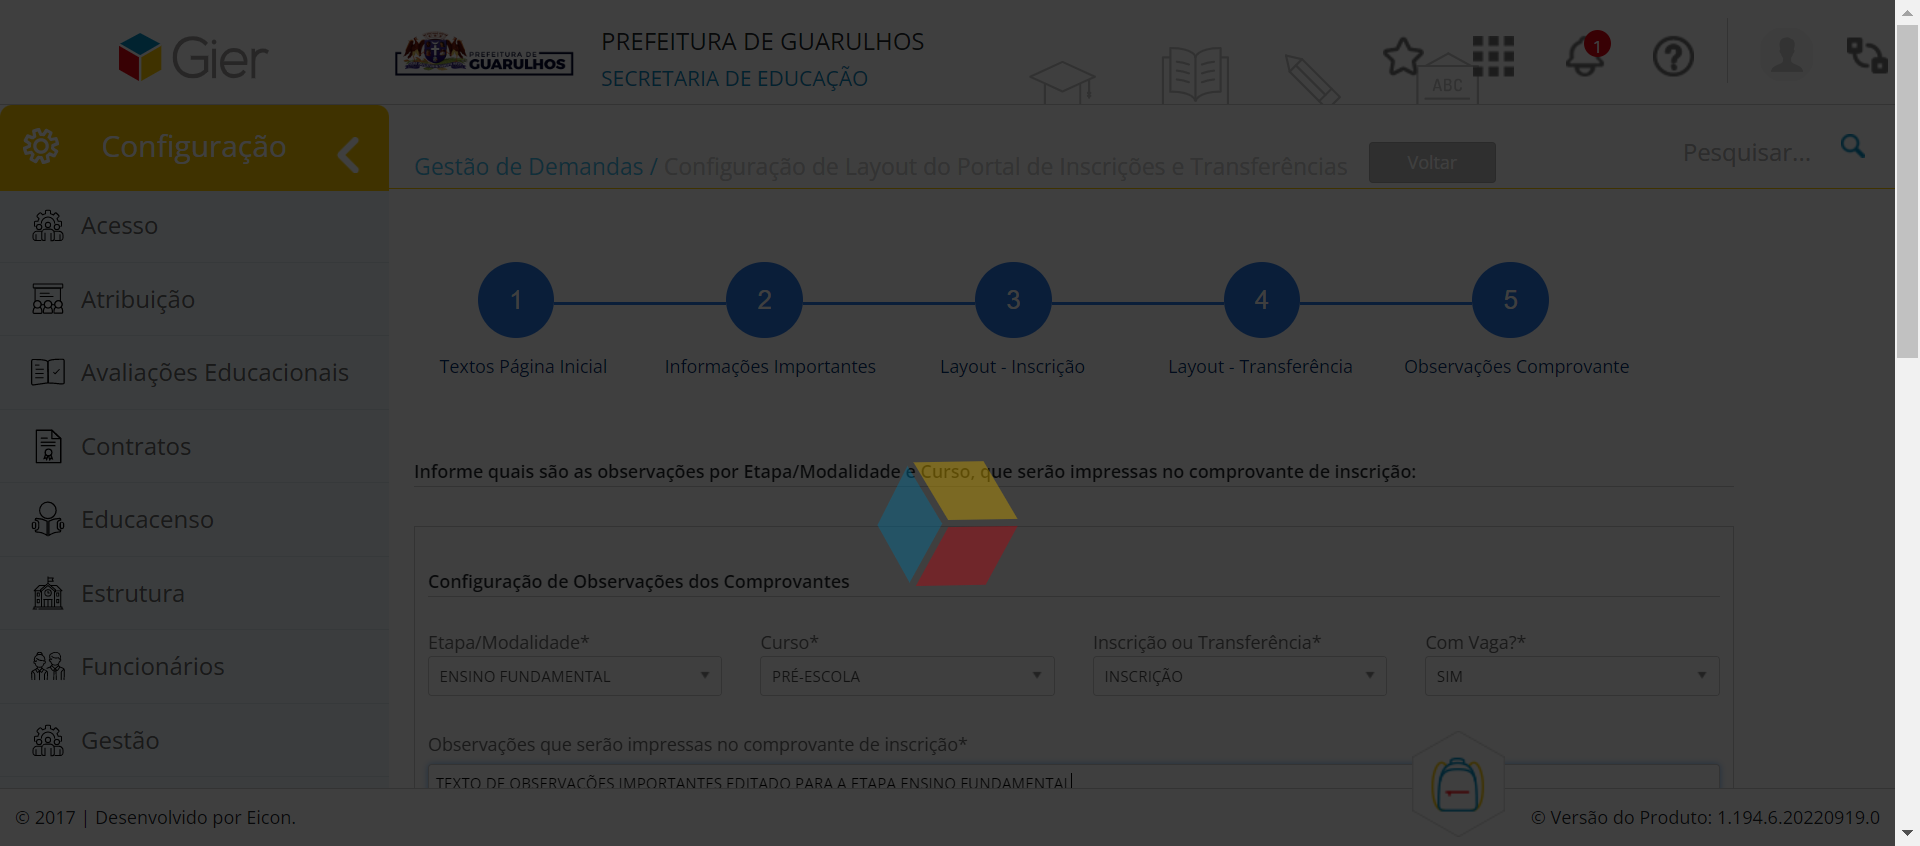 Gier
PREFEITURA DE
GUARULHOS
PREFEITURA DE GUARULHOS
SECRETARIA DE EDUCAÇÃO
ABC
1
Configuração
Gestão de Demandas / Configuração de Layout do Portal de Inscrições e Transferências
Voltar
Pesquisar...
Acesso
Atribuição
Avaliações Educacionais
Contratos
Educacenso
Estrutura
Funcionários
Gestão
1
2
3
4
5
Textos Página Inicial
Informações Importantes
Layout - Inscrição
Layout - Transferência
Observações Comprovante
Informe quais são as observações por Etapa/Modalidade e Curso, que serão impressas no comprovante de inscrição:
Configuração de Observações dos Comprovantes
Etapa/Modalidade*
Curso*
Inscrição ou Transferência*
Com Vaga?*
ENSINO FUNDAMENTAL
PRÉ-ESCOLA
INSCRIÇÃO
SIM
Observações que serão impressas no comprovante de inscrição*
TEXTO DE OBSERVAÇÕES IMPORTANTES EDITADO PARA A ETAPA ENSINO FUNDAMENTAL
© 2017 | Desenvolvido por Eicon.
© Versão do Produto: 1.194.6.20220919.0